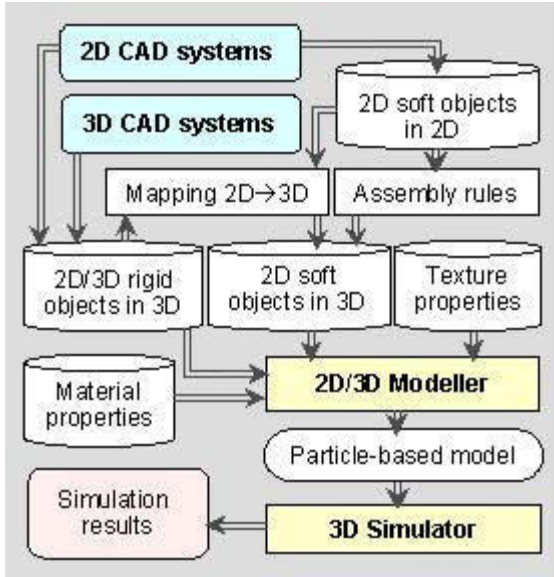 2D CAD systems
3D CAD systems
2D soft objects
in 2D
Mapping 2D→3D
Assembly rules
2D/3D rigid
objects in 3D
2D soft
objects in 3D
Texture
properties
Material
properties
2D/3D Modeller
Particle-based model
Simulation
results
3D Simulator